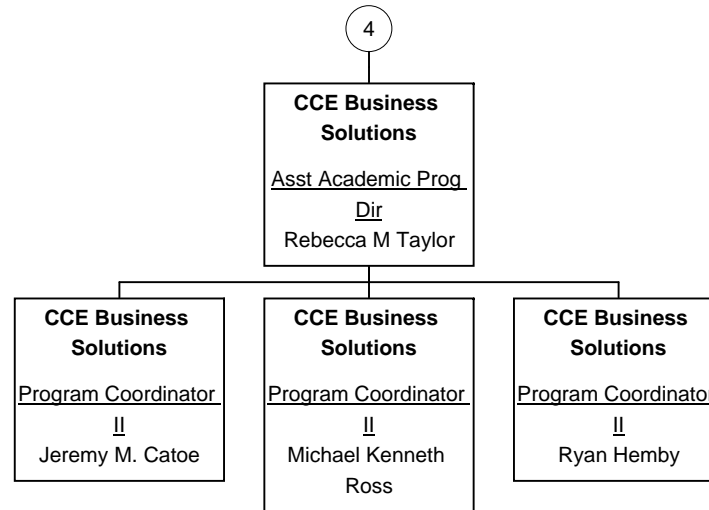 4
CCE Business
Solutions
Asst Academic Prog
Dir
Rebecca M Taylor
CCE Business
Solutions
Program Coordinator
II
Jeremy M. Catoe
CCE Business
Solutions
Program Coordinator
II
Michael Kenneth
Ross
CCE Business
Solutions
Program Coordinator
II
Ryan Hemby